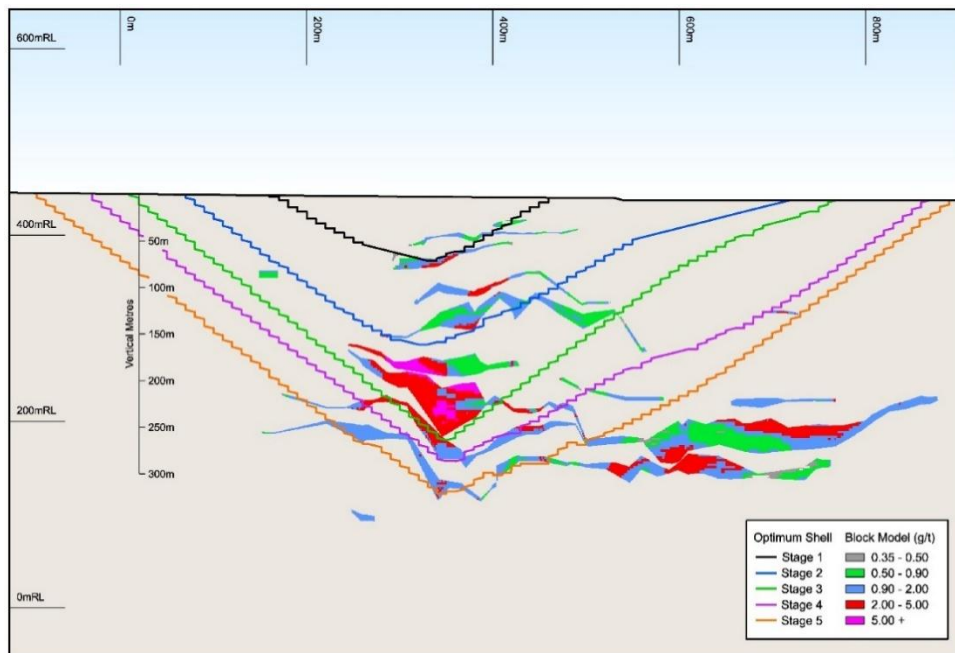 0m
200m
400m
600m
800m
600mRL
400mRL
200mRL
0mRL
Vertical Metres
50m
100m
150m
200m
250m
300m
Optimum Shell
Stage 1
Stage 2
Stage 3
Stage 4
Stage 5
Block Model (g/t)
0.35 - 0.50
0.50 - 0.90
0.90 - 2.00
2.00 - 5.00
5.00 +